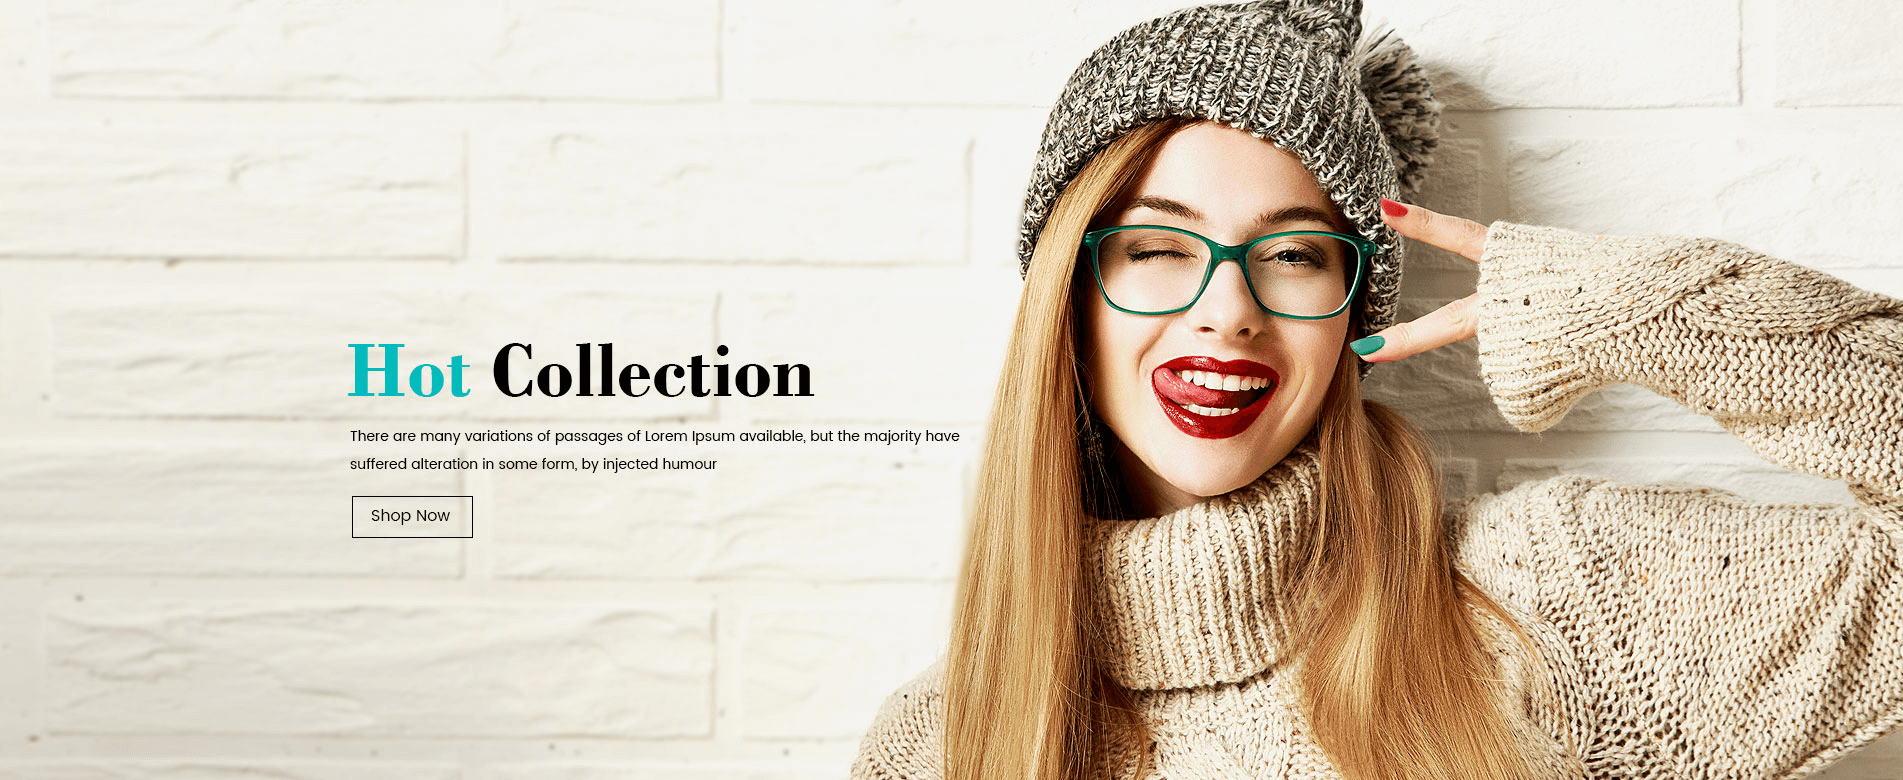 Hot Collection
There are many variations of passages of Lorem Ipsum available, but the majority have
suffered alteration in some form, by injected humour
Shop Now